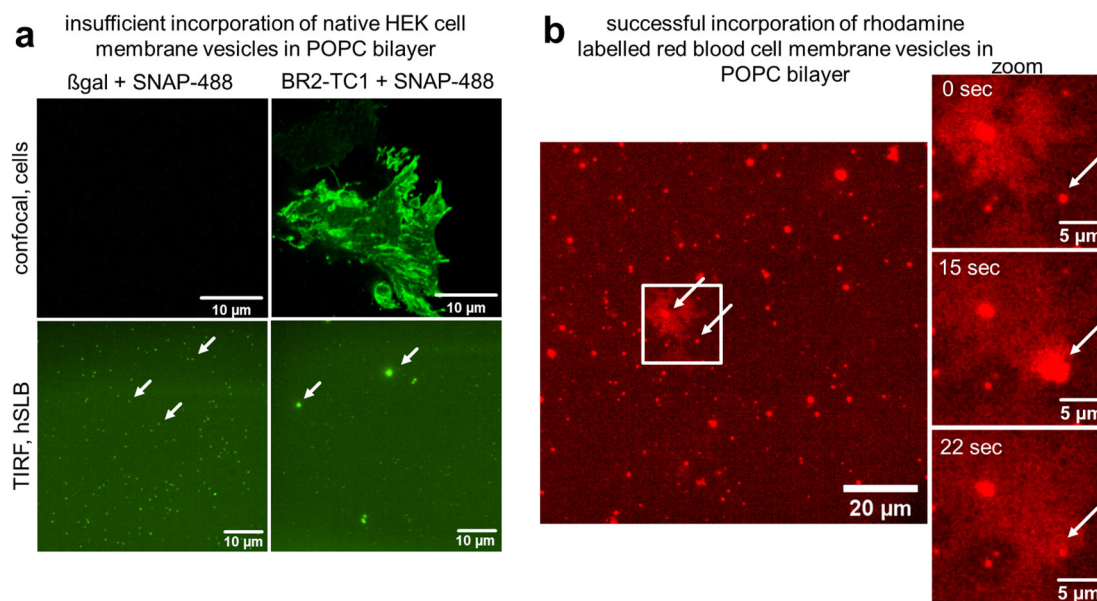 a
insufficient incorporation of native HEK cell
membrane vesicles in POPC bilayer
ßgal + SNAP-488
BR2-TC1 + SNAP-488
confocal, cells
10 µm
10 µm
TIRF, hSLB
10 µm
10 µm
b
successful incorporation of rhodamine
labelled red blood cell membrane vesicles in
POPC bilayer
zoom
20 µm
0 sec
5 µm
15 sec
5 µm
22 sec
5 µm